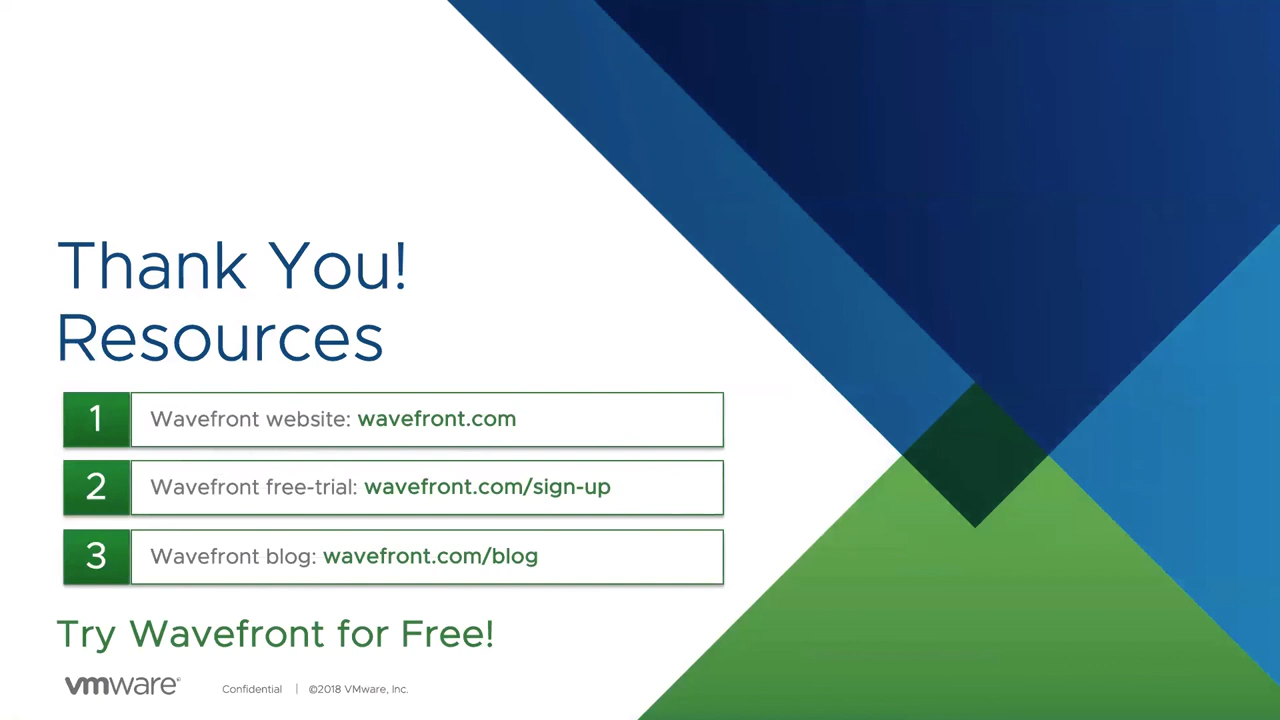 Thank You!
Resources
1 Wavefront website: wavefront.com
2 Wavefront free-trial: wavefront.com/sign-up
3 Wavefront blog: wavefront.com/blog
Try Wavefront for Free!
vmware® Confidential | ©2018 VMware, Inc.